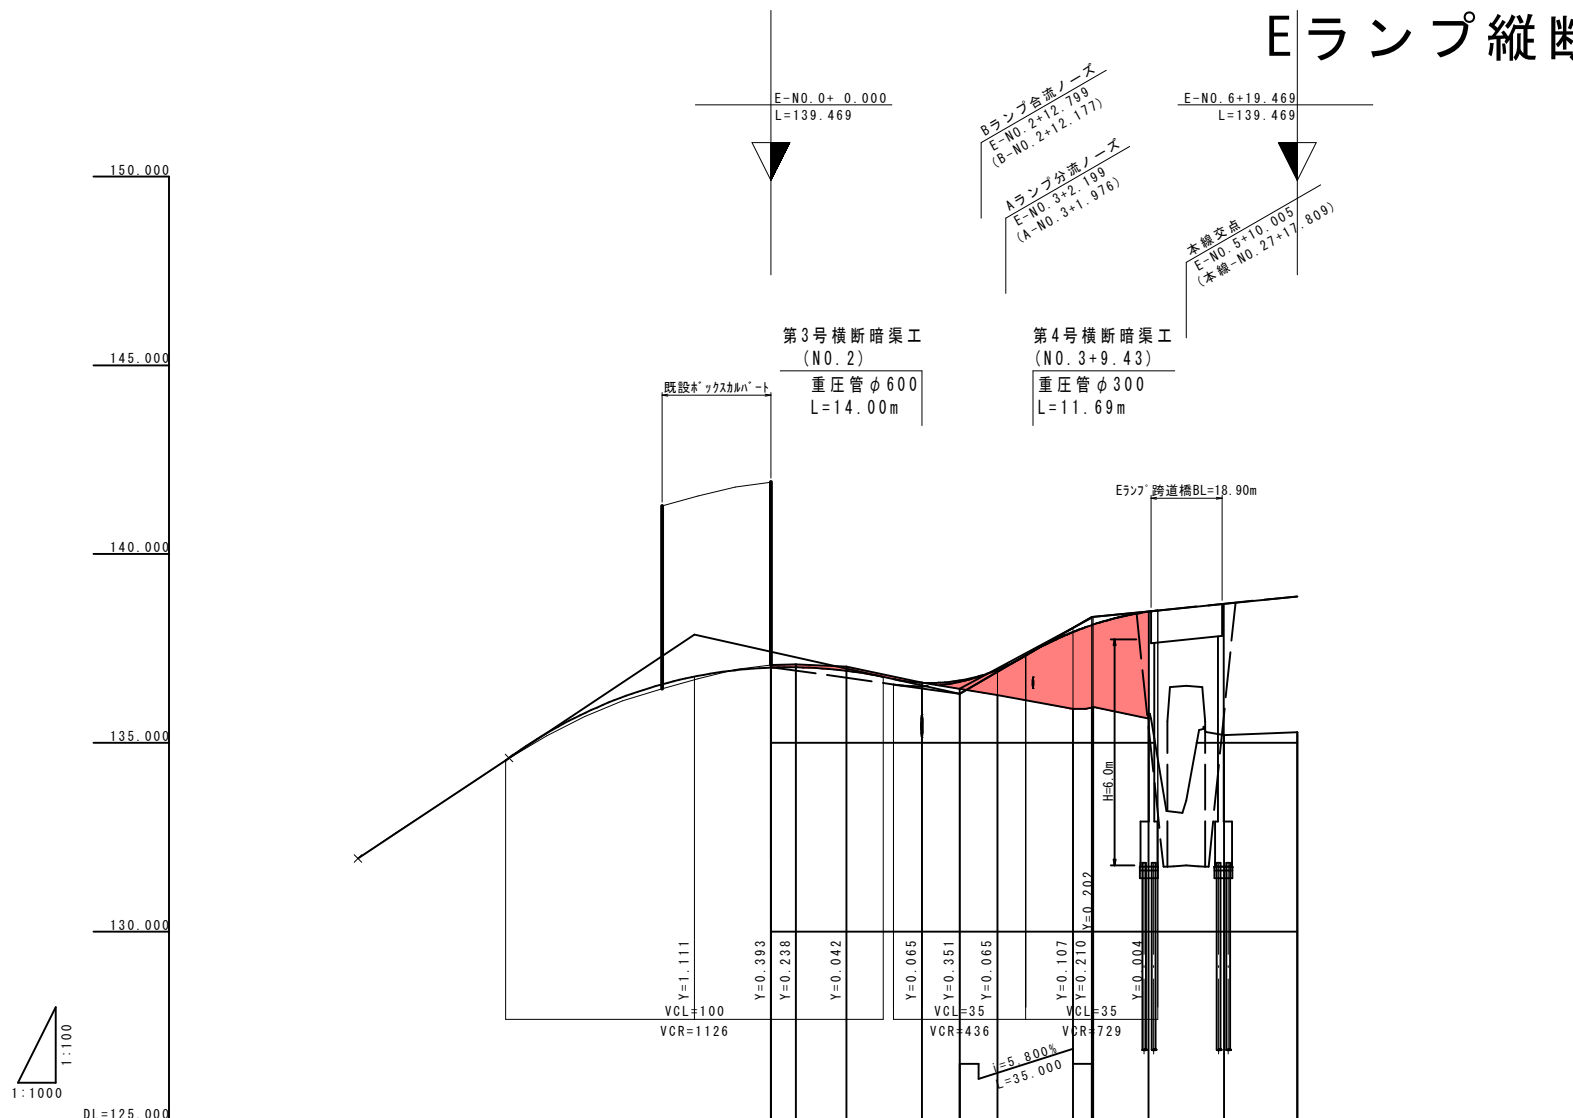 Eランプ縦断
E-NO.0+ 0.000
L=139.469
Bランプ合流ノーズ
E-NO.2+12.799
(B-NO.2+12.177)
Aランプ分流ノーズ
E-NO.3+2.199
(A-NO.3+1.976)
E-NO.6+19.469
L=139.469
本線交点
E-NO.5+10.005
(本線-NO.27+17.809)
150.000
145.000
140.000
135.000
130.000
DL=125.000
第3号横断暗渠工
(NO.2)
重圧管φ600
L=14.00m
第4号横断暗渠工
(NO.3+9.43)
重圧管φ300
L=11.69m
既設ボックスカルバート
Eランプ跨道橋BL=18.90m
H=6.0m
Y=1.111
Y=0.393
Y=0.238
Y=0.042
Y=0.065
Y=0.351
Y=0.065
Y=0.107
Y=0.210
Y=0.202
Y=0.004
VCL=100
VCR=1126
VCL=35
VCR=436
VCL=35
VCR=729
i=5.800%
L=35.000
1:100
1:1000